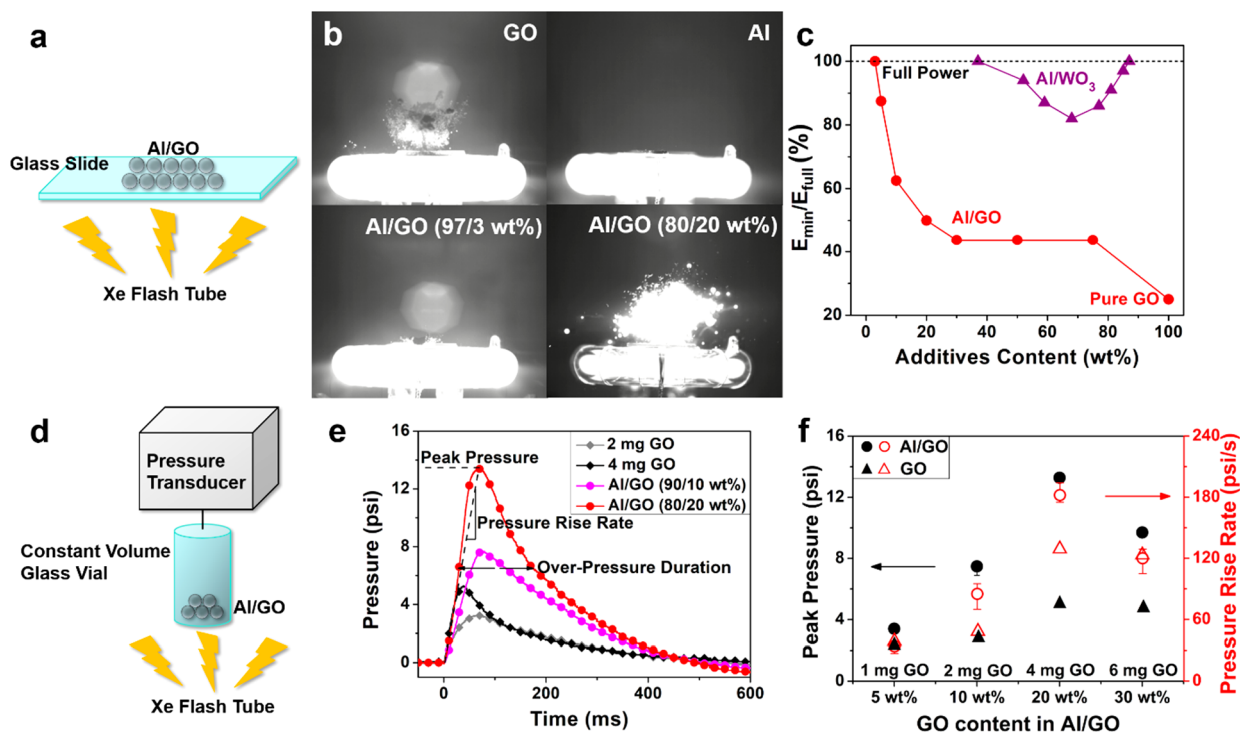 a
Al/GO
Glass Slide
Xe Flash Tube
b
GO
Al
Al/GO (97/3 wt%)
Al/GO (80/20 wt%)
c
E_min/E_full (%)
100
80
60
40
20
Full Power
Al/WO3
Al/GO
Pure GO
0
20
40
60
80
100
Additives Content (wt%)
d
Pressure
Transducer
Constant Volume
Glass Vial
Al/GO
Xe Flash Tube
e
Pressure (psi)
16
12
8
4
0
Peak Pressure
2 mg GO
4 mg GO
Al/GO (90/10 wt%)
Al/GO (80/20 wt%)
Pressure Rise Rate
Over-Pressure Duration
0
200
400
600
Time (ms)
f
Peak Pressure (psi)
16
12
8
4
0
Al/GO
GO
240
180
120
60
0
Pressure Rise Rate (psi/s)
1 mg GO
2 mg GO
4 mg GO
6 mg GO
5 wt%
10 wt%
20 wt%
30 wt%
GO content in Al/GO